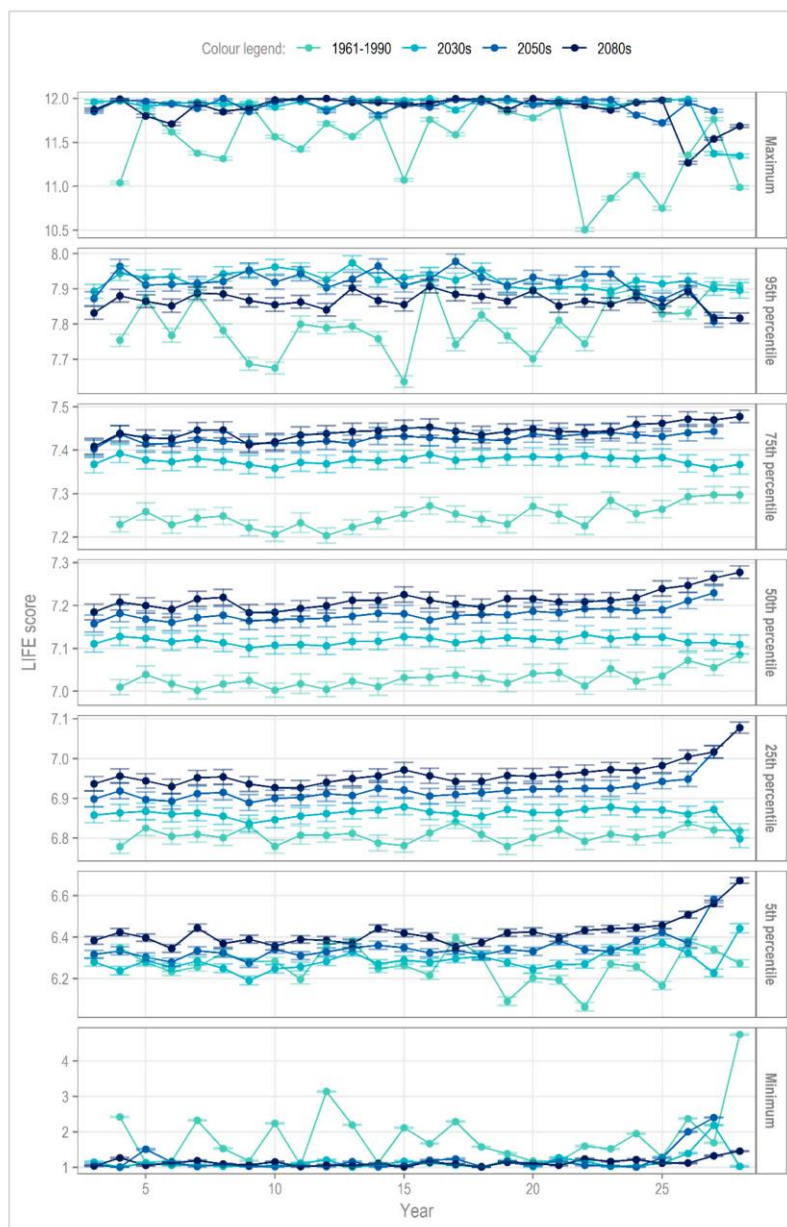 Colour legend: 1961-1990 2030s 2050s 2080s
12.0
11.5
11.0
10.5
Maximum
8.0
7.9
7.8
7.7
95th percentile
7.5
7.4
7.3
7.2
75th percentile
7.3
7.2
7.1
7.0
50th percentile
7.1
7.0
6.9
6.8
25th percentile
6.6
6.4
6.2
5th percentile
4
3
2
1
Minimum
LIFE score
5 10 15 20 25
Year